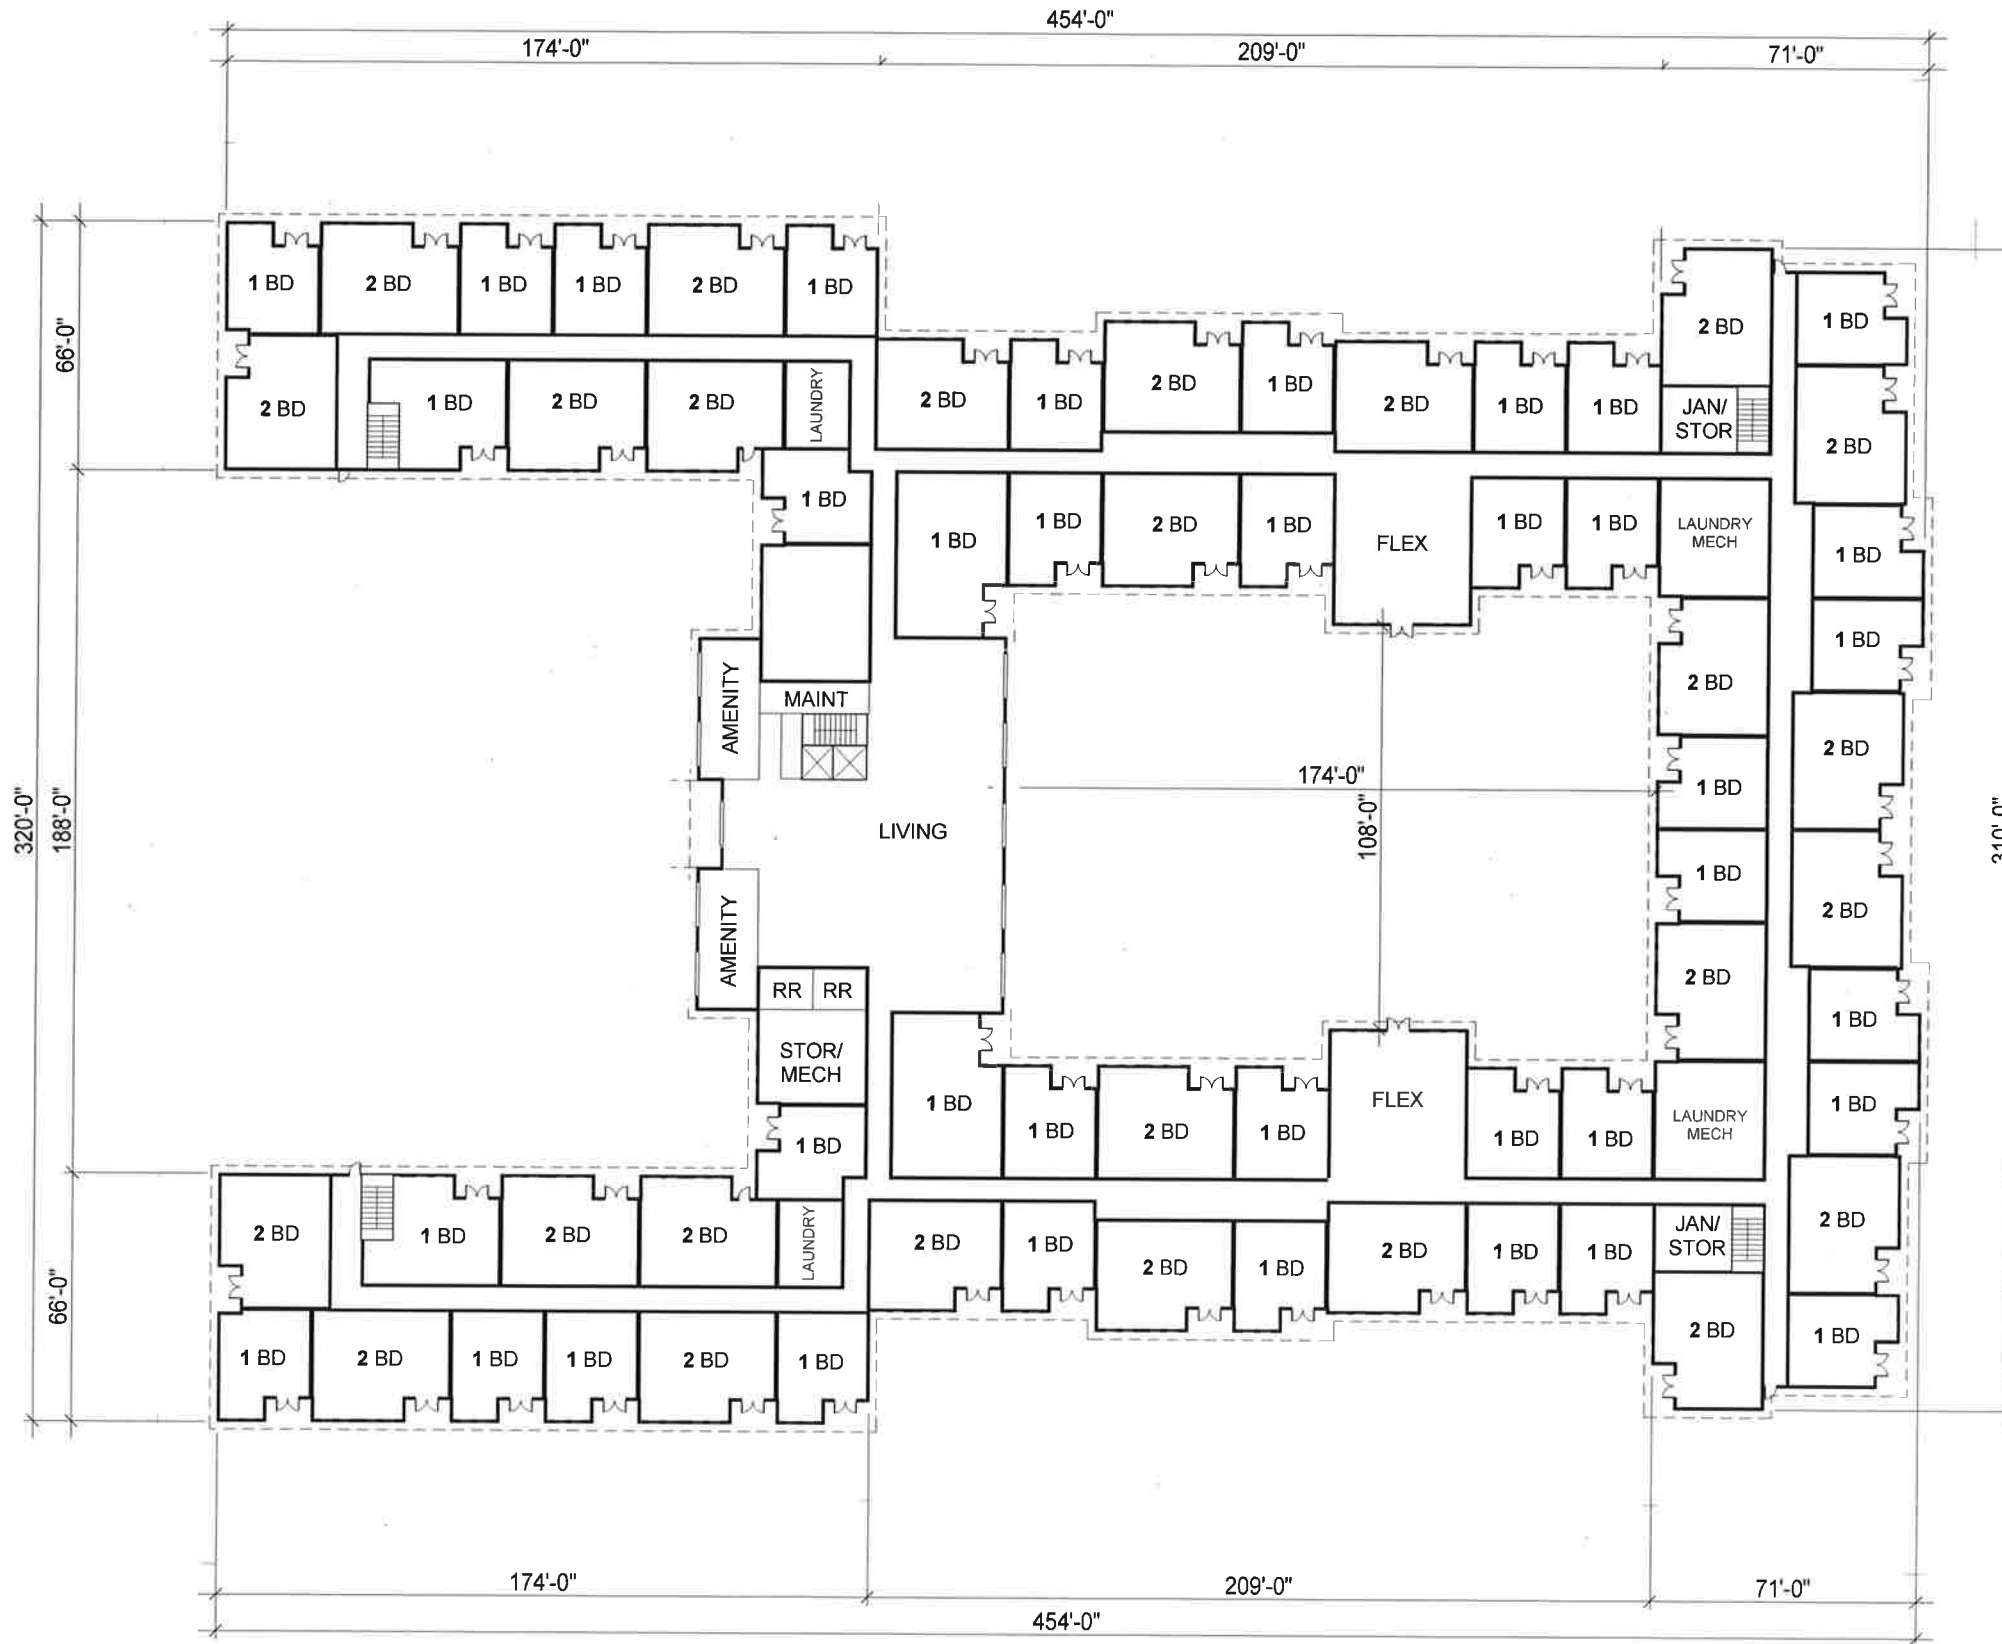 454'-0"
174'-0"
209'-0"
71'-0"
1 BD
2 BD
1 BD
1 BD
2 BD
1 BD
2 BD
1 BD
2 BD
2 BD
LAUNDRY
66'-0"
2 BD
1 BD
2 BD
1 BD
2 BD
1 BD
1 BD
2 BD
JAN/
STOR
1 BD
2 BD
1 BD
1 BD
1 BD
2 BD
1 BD
FLEX
1 BD
1 BD
LAUNDRY
MECH
1 BD
1 BD
2 BD
2 BD
1 BD
1 BD
2 BD
1 BD
1 BD
2 BD
1 BD
2 BD
AMENITY
MAINT
LIVING
AMENITY
174'-0"
108'-0"
320'-0"
188'-0"
310'-0"
RR
RR
STOR/
MECH
1 BD
1 BD
1 BD
2 BD
1 BD
FLEX
1 BD
1 BD
LAUNDRY
MECH
2 BD
1 BD
2 BD
2 BD
LAUNDRY
66'-0"
2 BD
1 BD
2 BD
1 BD
2 BD
1 BD
1 BD
JAN/
STOR
2 BD
1 BD
2 BD
1 BD
1 BD
2 BD
1 BD
174'-0"
209'-0"
71'-0"
454'-0"